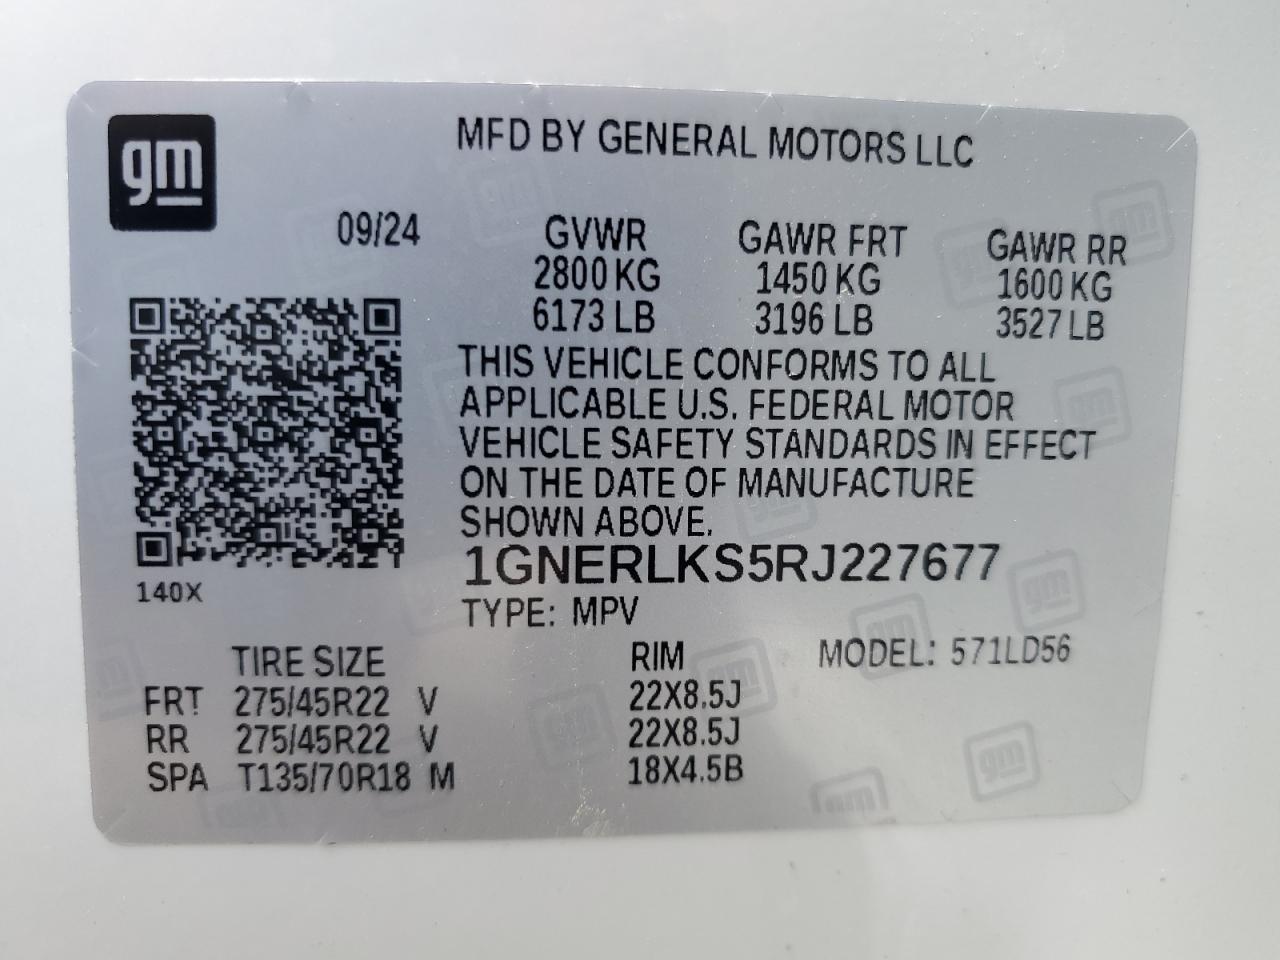 gm
MFD BY GENERAL MOTORS LLC
09/24 GVWR GAWR FRT GAWR RR
2800 KG 1450 KG 1600 KG
6173 LB 3196 LB 3527 LB
THIS VEHICLE CONFORMS TO ALL
APPLICABLE U.S. FEDERAL MOTOR
VEHICLE SAFETY STANDARDS IN EFFECT
ON THE DATE OF MANUFACTURE
SHOWN ABOVE.
1GNERLKS5RJ227677
140X
TYPE: MPV
TIRE SIZE RIM MODEL: 571LD56
FRT 275/45R22 V 22X8.5J
RR 275/45R22 V 22X8.5J
SPA T135/70R18 M 18X4.5B